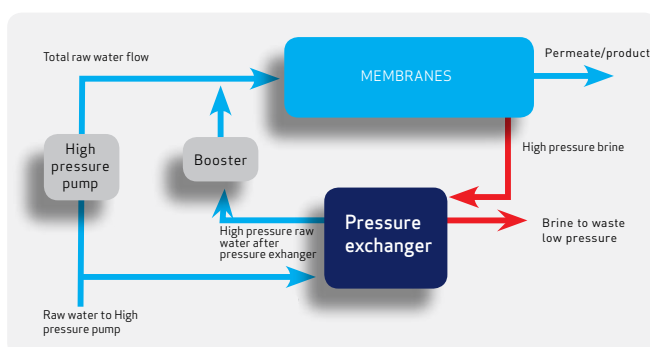 Total raw water flow
MEMBRANES
Permeate/product
High
pressure
pump
Booster
High pressure brine
High pressure raw
water after
pressure exhanger
Pressure
exchanger
Brine to waste
low pressure
Raw water to High
pressure pump